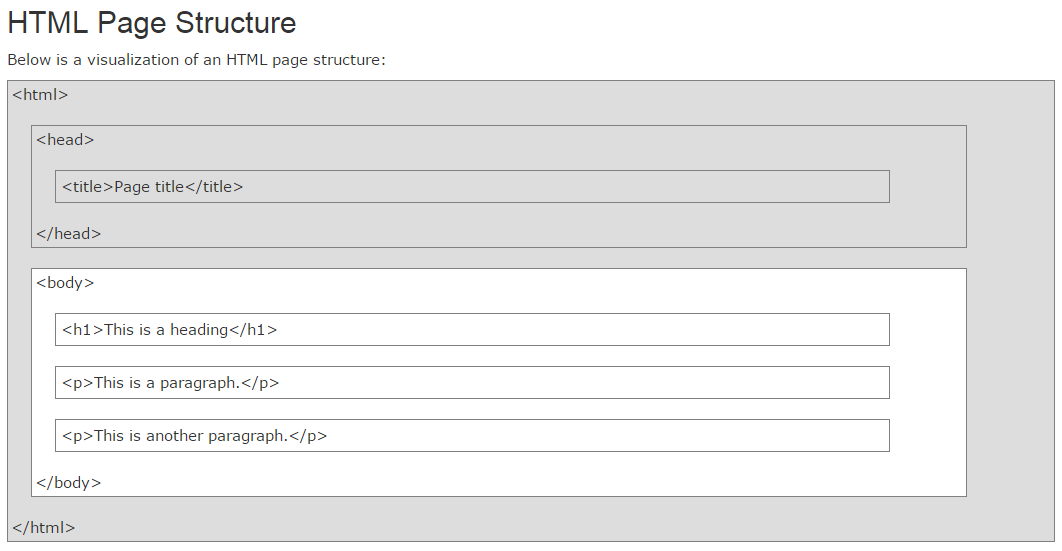 HTML Page Structure
Below is a visualization of an HTML page structure:
<html>
<head>
<title>Page title</title>
</head>
<body>
<h1>This is a heading</h1>
<p>This is a paragraph.</p>
<p>This is another paragraph.</p>
</body>
</html>